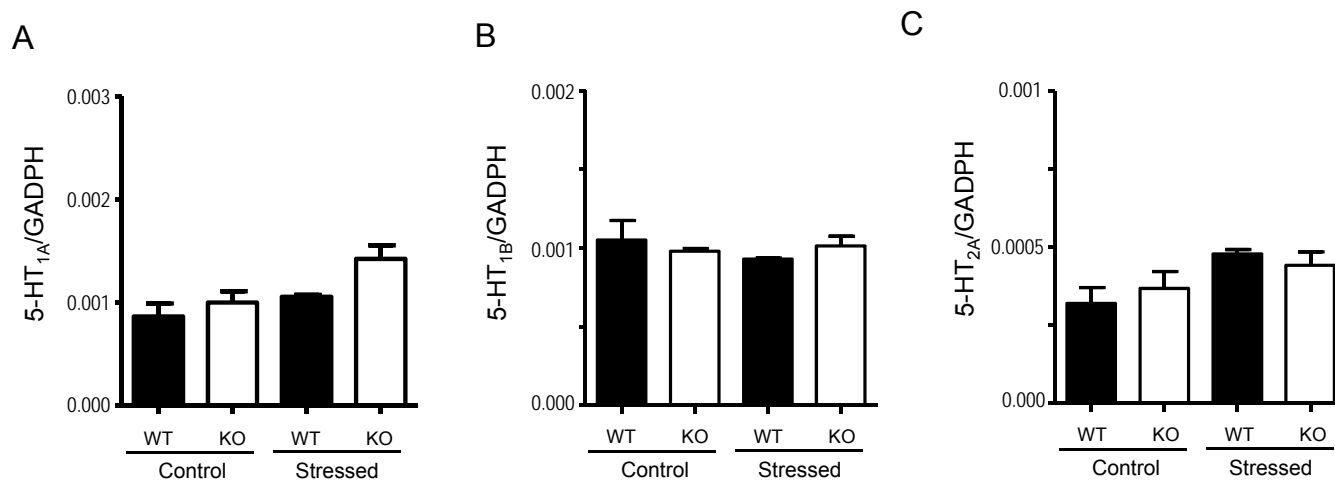 A
5-HT1A/GADPH
0.003
0.002
0.001
0.000
WT KO WT KO
Control Stressed
B
5-HT1B/GADPH
0.002
0.001
0.000
WT KO WT KO
Control Stressed
C
5-HT2A/GADPH
0.001
0.0005
0.000
WT KO WT KO
Control Stressed